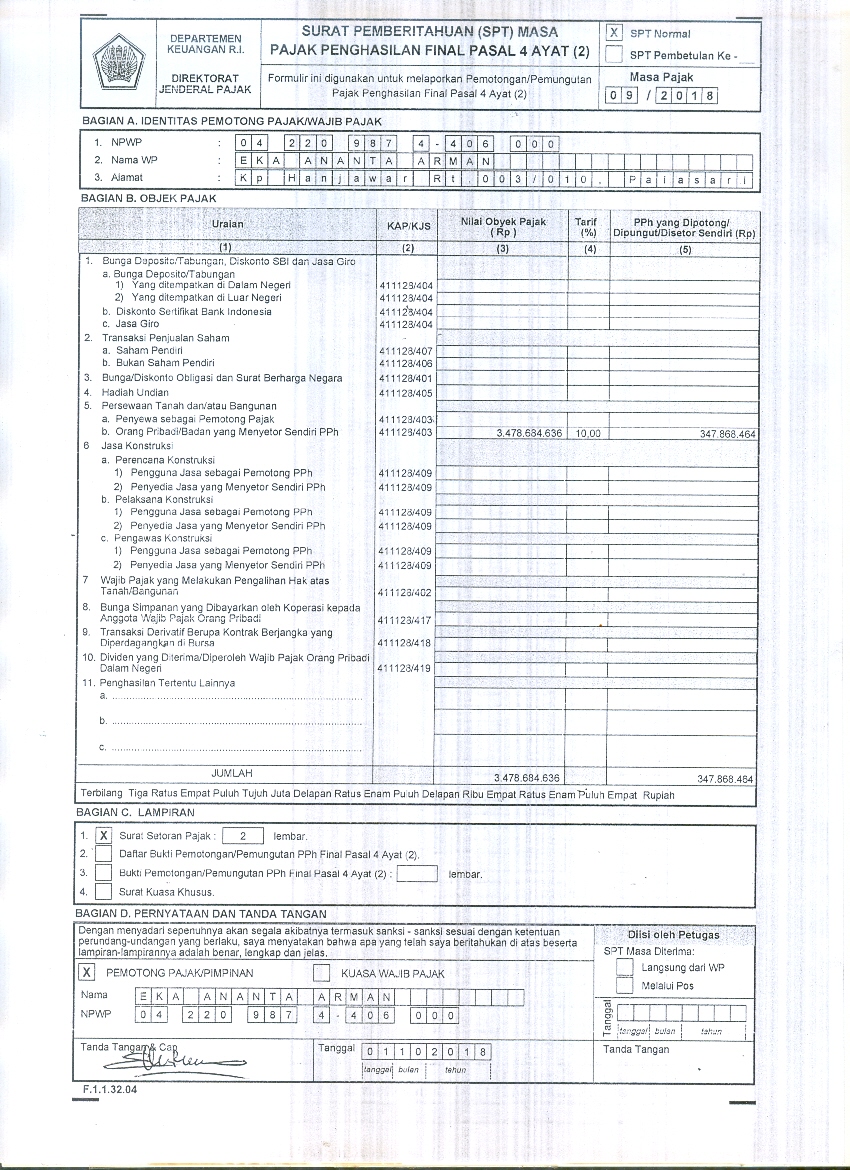 DEPARTEMEN
KEUANGAN R.I.
DIREKTORAT
JENDERAL PAJAK
SURAT PEMBERITAHUAN (SPT) MASA
PAJAK PENGHASILAN FINAL PASAL 4 AYAT (2)
Formulir ini digunakan untuk melaporkan Pemotongan/Pemungutan
Pajak Penghasilan Final Pasal 4 Ayat (2)
X SPT Normal
SPT Pembetulan Ke - __
Masa Pajak
09 / 2018
BAGIAN A. IDENTITAS PEMOTONG PAJAK/WAJIB PAJAK
1. NPWP : 04 220 987 4-406 000
2. Nama WP : EKA ANANTA ARMAN
3. Alamat : Kp Hanjawar Rt.003/010, Palasari
BAGIAN B. OBJEK PAJAK
Uraian KAP/KJS Nilai Obyek Pajak ( Rp ) Tarif (%) PPh yang Dipotong/ Dipungut/Disetor Sendiri (Rp)
(1) (2) (3) (4) (5)
1. Bunga Deposito/Tabungan, Diskonto SBI dan Jasa Giro
a. Bunga Deposito/Tabungan
1) Yang ditempatkan di Dalam Negeri 411128/404
2) Yang ditempatkan di Luar Negeri 411128/404
b. Diskonto Sertifikat Bank Indonesia 411128/404
c. Jasa Giro 411128/404
2. Transaksi Penjualan Saham
a. Saham Pendiri 411128/407
b. Bukan Saham Pendiri 411128/406
3. Bunga/Diskonto Obligasi dan Surat Berharga Negara 411128/401
4. Hadiah Undian 411128/405
5. Persewaan Tanah dan/atau Bangunan
a. Penyewa sebagai Pemotong Pajak 411128/403
b. Orang Pribadi/Badan yang Menyetor Sendiri PPh 411128/403 3.478.684.636 10,00 347.868.464
6 Jasa Konstruksi
a. Perencana Konstruksi
1) Pengguna Jasa sebagai Pemotong PPh 411128/409
2) Penyedia Jasa yang Menyetor Sendiri PPh 411128/409
b. Pelaksana Konstruksi
1) Pengguna Jasa sebagai Pemotong PPh 411128/409
2) Penyedia Jasa yang Menyetor Sendiri PPh 411128/409
c. Pengawas Konstruksi
1) Pengguna Jasa sebagai Pemotong PPh 411128/409
2) Penyedia Jasa yang Menyetor Sendiri PPh 411128/409
7 Wajib Pajak yang Melakukan Pengalihan Hak atas
Tanah/Bangunan 411128/402
8. Bunga Simpanan yang Dibayarkan oleh Koperasi kepada
Anggota Wajib Pajak Orang Pribadi 411128/417
9. Transaksi Derivatif Berupa Kontrak Berjangka yang
Diperdagangkan di Bursa 411128/418
10. Dividen yang Diterima/Diperoleh Wajib Pajak Orang Pribadi
Dalam Negeri 411128/419
11. Penghasilan Tertentu Lainnya
a. ........................................
b. ........................................
c. ........................................
JUMLAH 3.478.684.636 347.868.464
Terbilang Tiga Ratus Empat Puluh Tujuh Juta Delapan Ratus Enam Puluh Delapan Ribu Empat Ratus Enam Puluh Empat Rupiah
BAGIAN C. LAMPIRAN
1. X Surat Setoran Pajak : 2 lembar.
2. Daftar Bukti Pemotongan/Pemungutan PPh Final Pasal 4 Ayat (2).
3. Bukti Pemotongan/Pemungutan PPh Final Pasal 4 Ayat (2) : lembar.
4. Surat Kuasa Khusus.
BAGIAN D. PERNYATAAN DAN TANDA TANGAN
Dengan menyadari sepenuhnya akan segala akibatnya termasuk sanksi - sanksi sesuai dengan ketentuan
perundang-undangan yang berlaku, saya menyatakan bahwa apa yang telah saya beritahukan di atas beserta
lampiran-lampirannya adalah benar, lengkap dan jelas.
X PEMOTONG PAJAK/PIMPINAN KUASA WAJIB PAJAK
Nama EKA ANANTA ARMAN
NPWP 04 220 987 4-406 000
Tanda Tangan & Cap
Tanggal 01102018
tanggal bulan tahun
Diisi oleh Petugas
SPT Masa Diterima:
Langsung dari WP
Melalui Pos
Tanggal
tanggal bulan tahun
Tanda Tangan
F.1.1.32.04